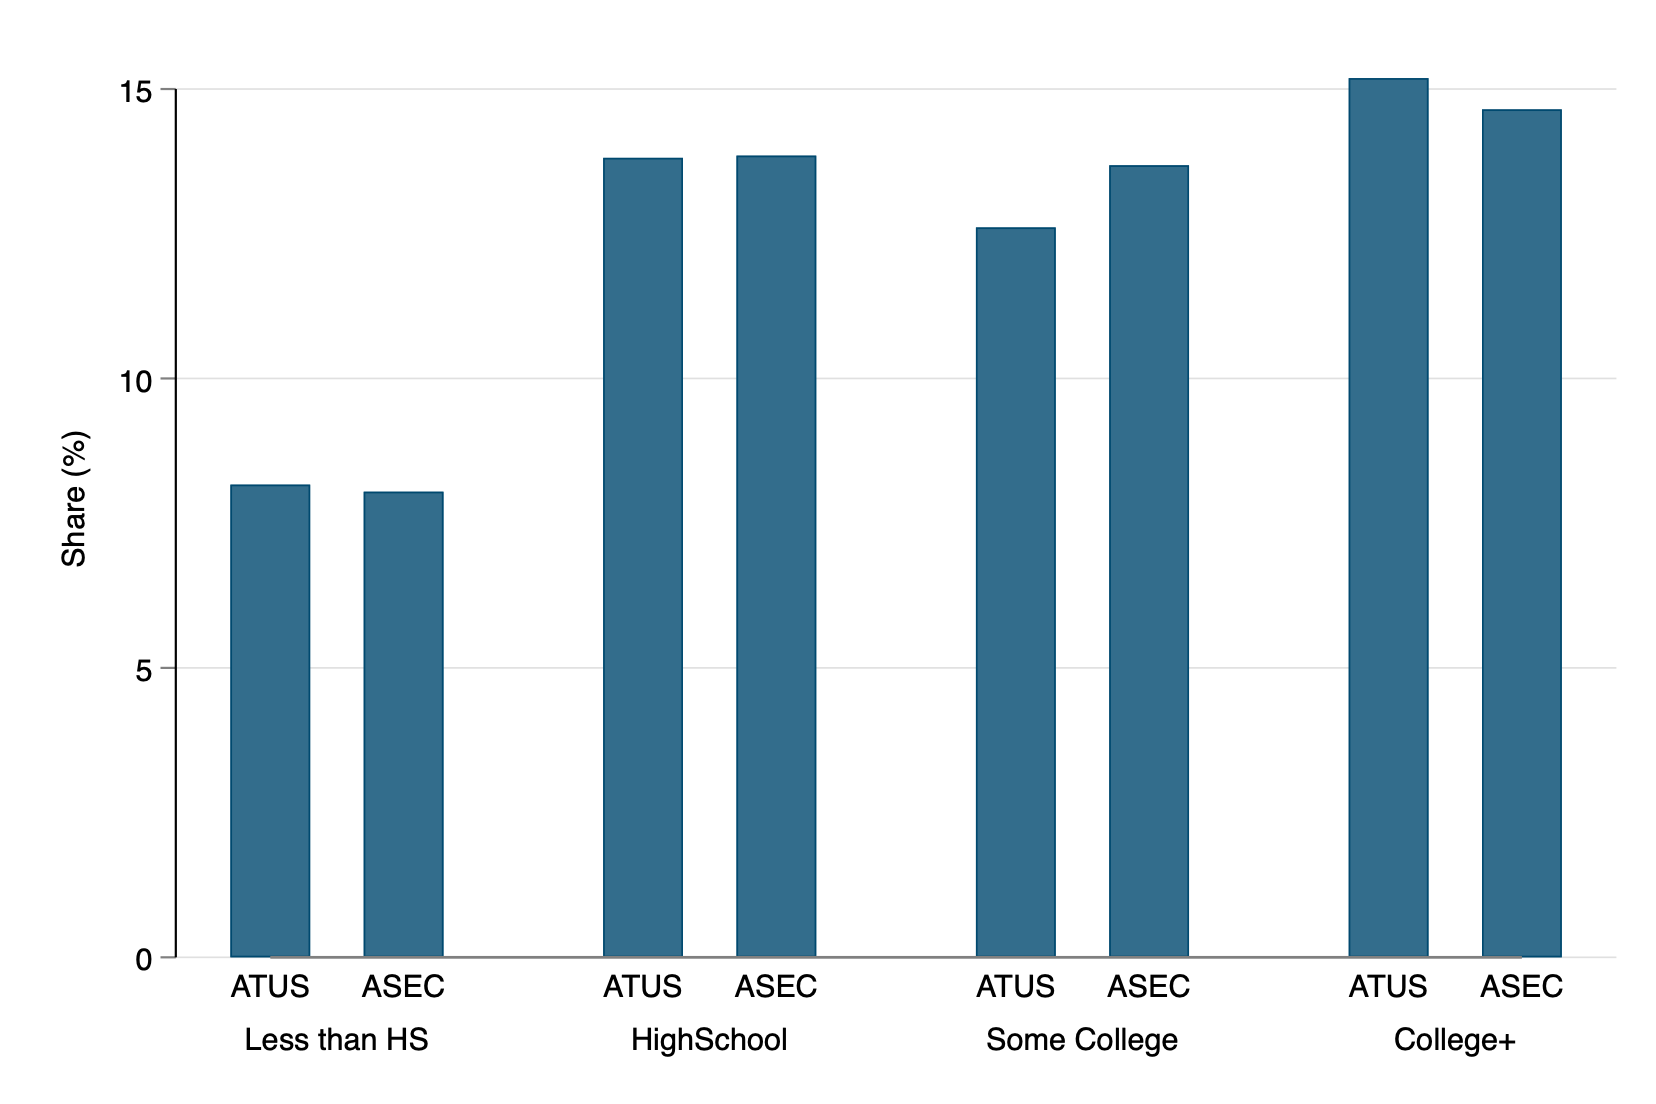 15
10
5
0
Share (%)
ATUS ASEC ATUS ASEC ATUS ASEC ATUS ASEC
Less than HS HighSchool Some College College+